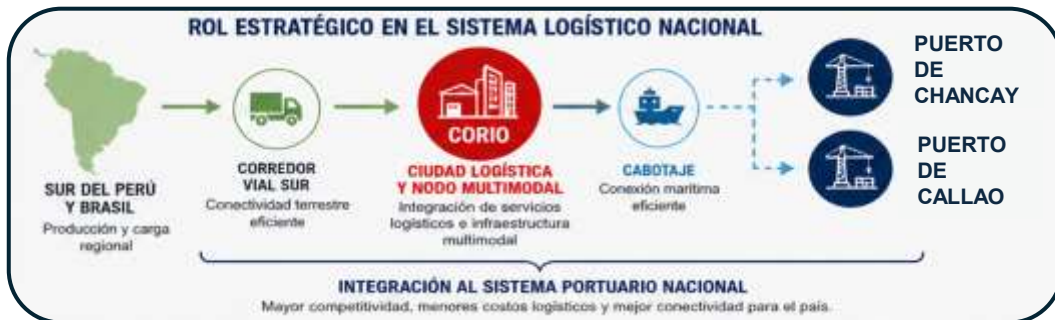 ROL ESTRATÉGICO EN EL SISTEMA LOGÍSTICO NACIONAL
SUR DEL PERÚ
Y BRASIL
Producción y carga
regional
CORREDOR
VIAL SUR
Conectividad terrestre
eficiente
CORIO
CIUDAD LOGÍSTICA
Y NODO MULTIMODAL
Integración de servicios
logísticos e infraestructura
multimodal
CABOTAJE
Conexión marítima
eficiente
PUERTO
DE
CHANCAY
PUERTO
DE
CALLAO
INTEGRACIÓN AL SISTEMA PORTUARIO NACIONAL
Mayor competitividad, menores costos logísticos y mejor conectividad para el país.